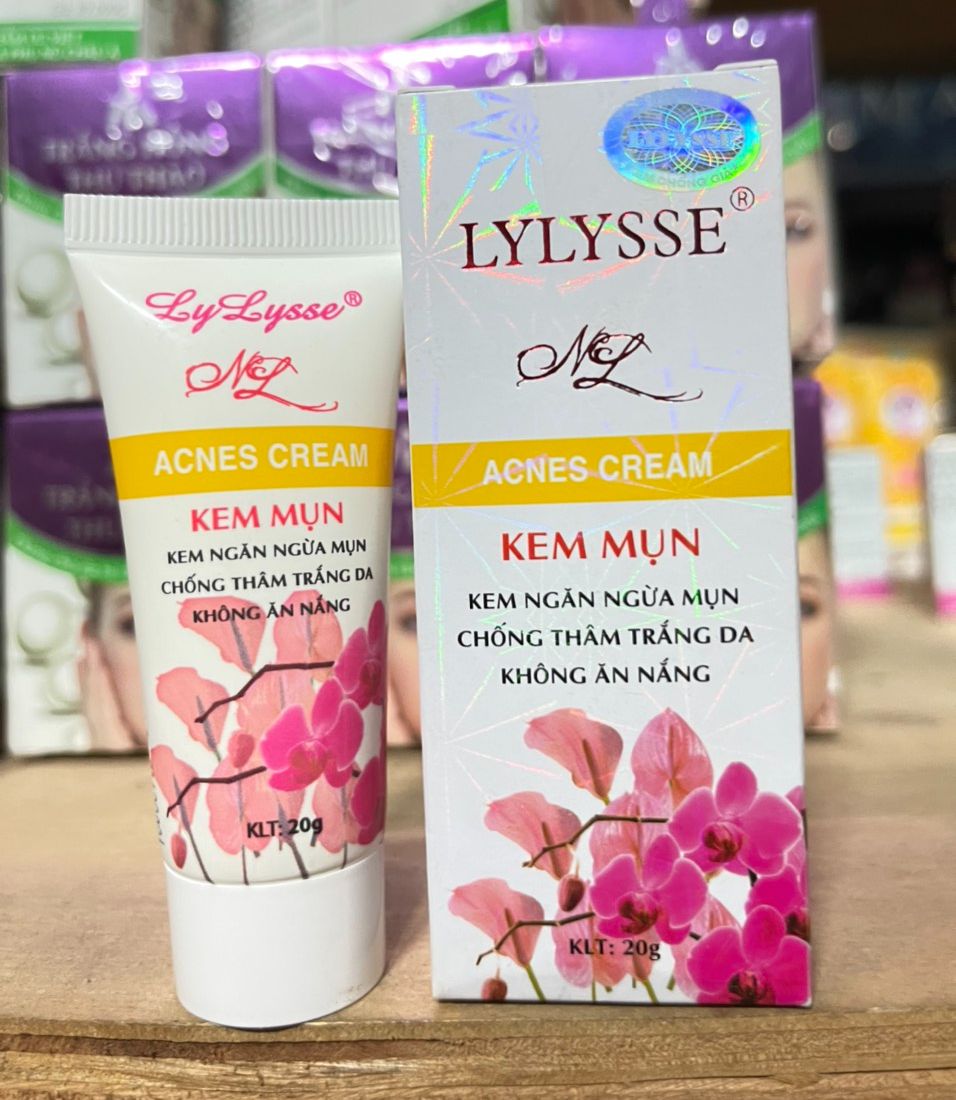 LyLysse®
NL
ACNES CREAM
KEM MỤN
KEM NGĂN NGỪA MỤN
CHỐNG THÂM TRẮNG DA
KHÔNG ĂN NẮNG
KLT: 20g
LYLYSSE®
NL
ACNES CREAM
KEM MỤN
KEM NGĂN NGỪA MỤN
CHỐNG THÂM TRẮNG DA
KHÔNG ĂN NẮNG
KLT: 20g